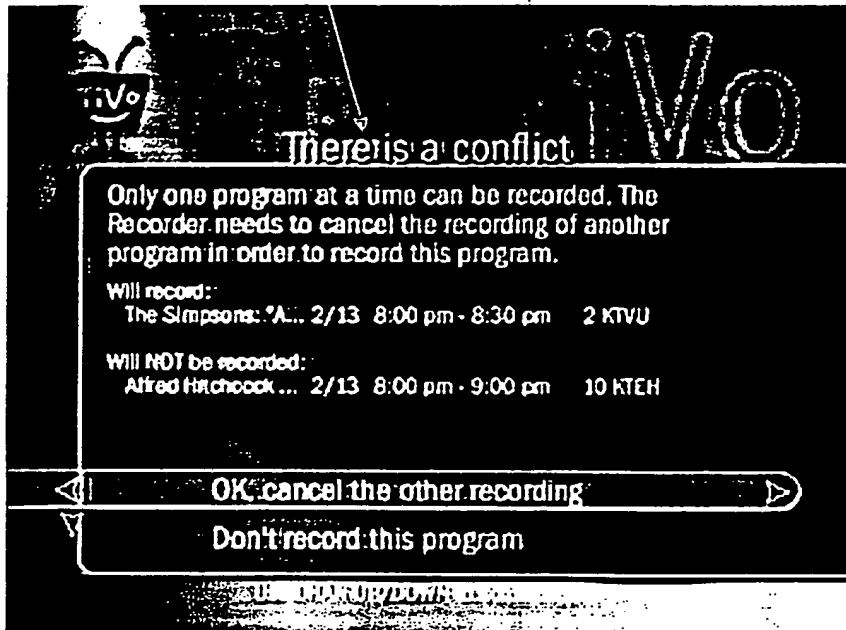 TiVo
iVo
There is a conflict
Only one program at a time can be recorded. The
Recorder needs to cancel the recording of another
program in order to record this program.
Will record:
The Simpsons: "A... 2/13 8:00 pm - 8:30 pm 2 KTVU
Will NOT be recorded:
Alfred Hitchcock ... 2/13 8:00 pm - 9:00 pm 10 KTEH
OK, cancel the other recording
Don't record this program